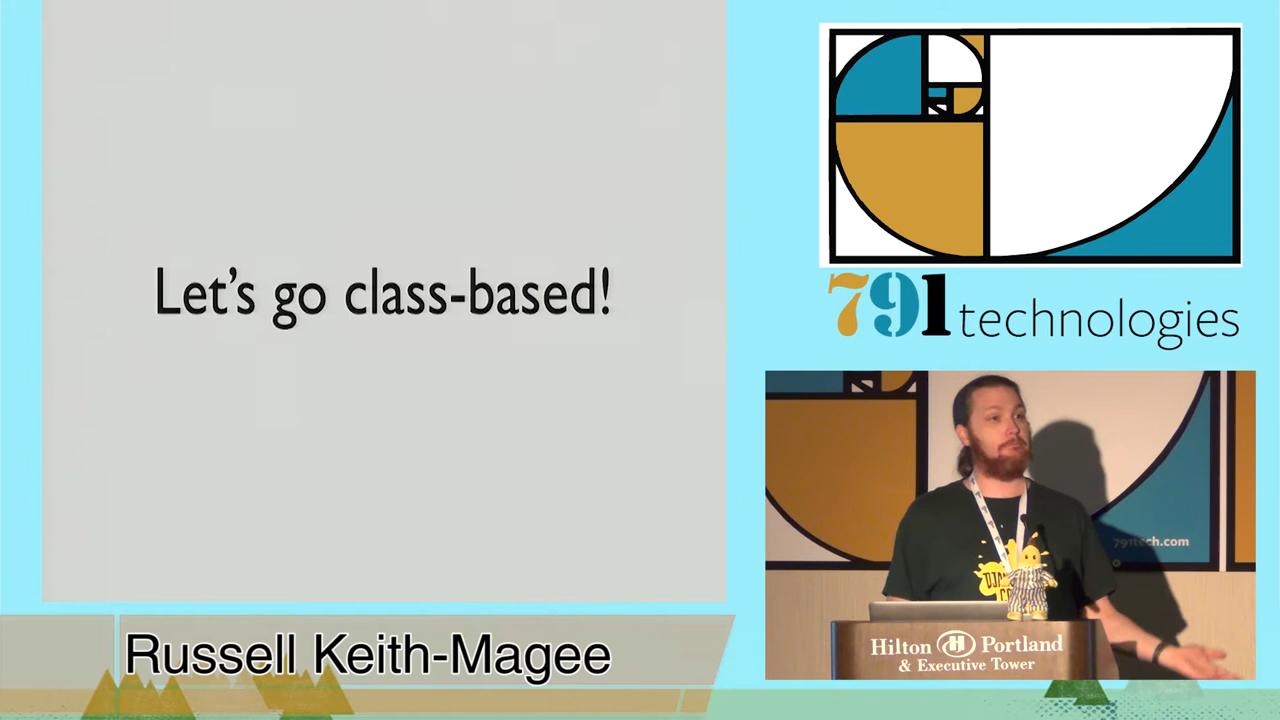 Let's go class-based!
791 technologies
791tech.com
Hilton Portland
& Executive Tower
Russell Keith-Magee